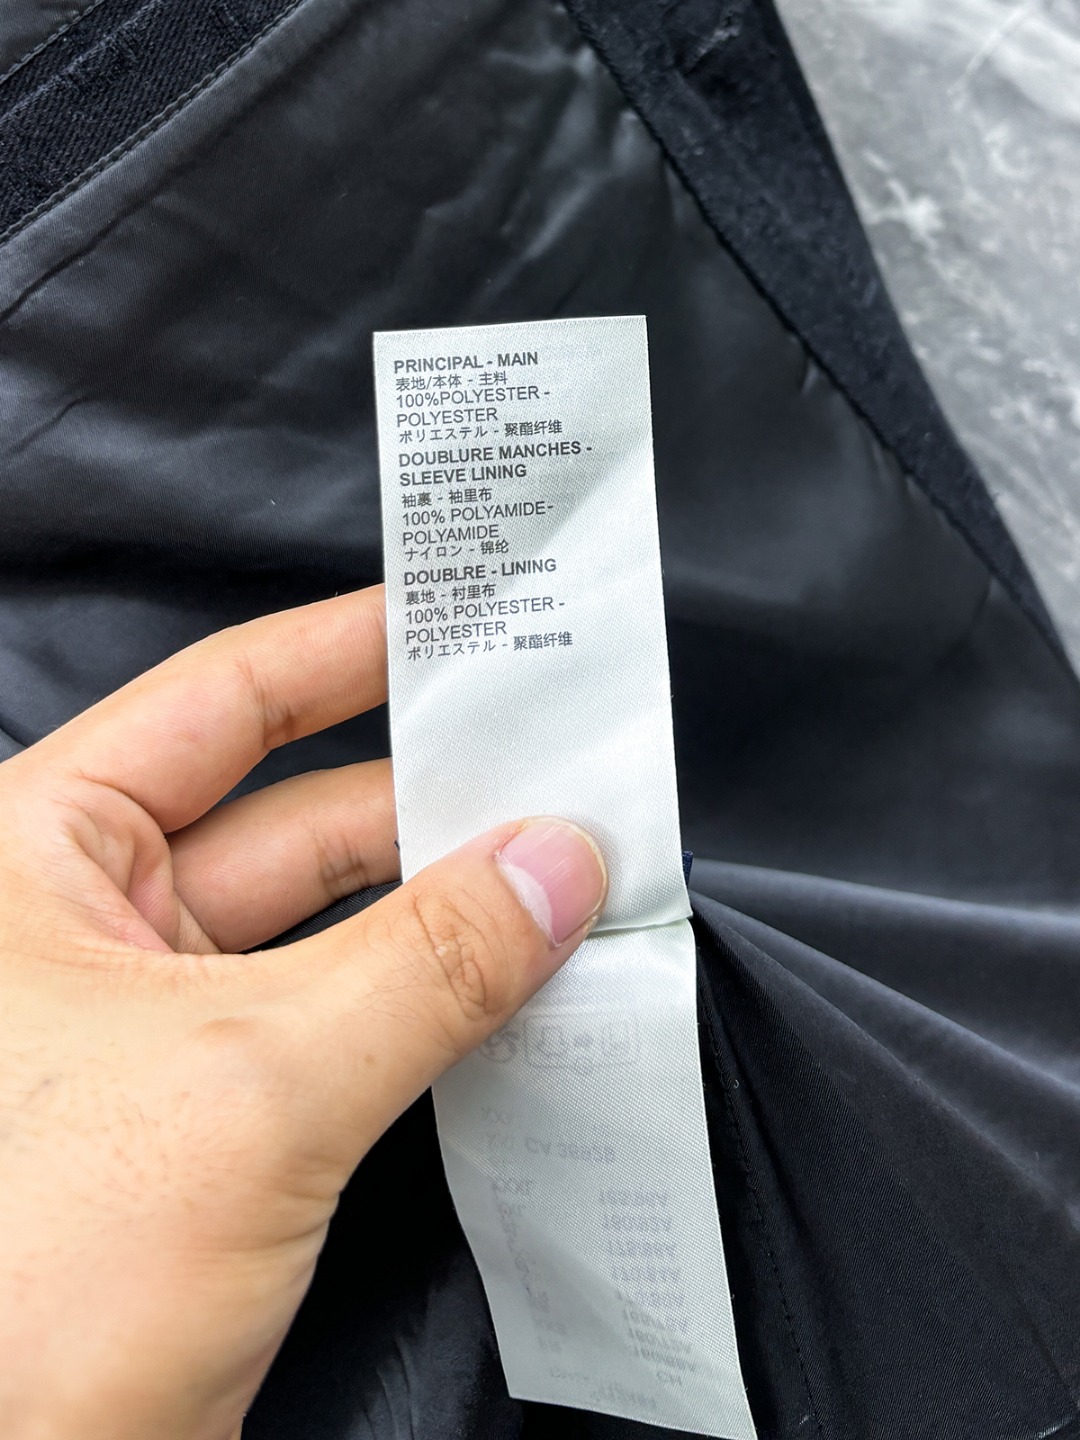 PRINCIPAL - MAIN
表地/本体 - 主料
100%POLYESTER -
POLYESTER
ポリエステル - 聚酯纤维
DOUBLURE MANCHES -
SLEEVE LINING
袖裏 - 袖里布
100% POLYAMIDE-
POLYAMIDE
ナイロン - 锦纶
DOUBLRE - LINING
裏地 - 衬里布
100% POLYESTER -
POLYESTER
ポリエステル - 聚酯纤维